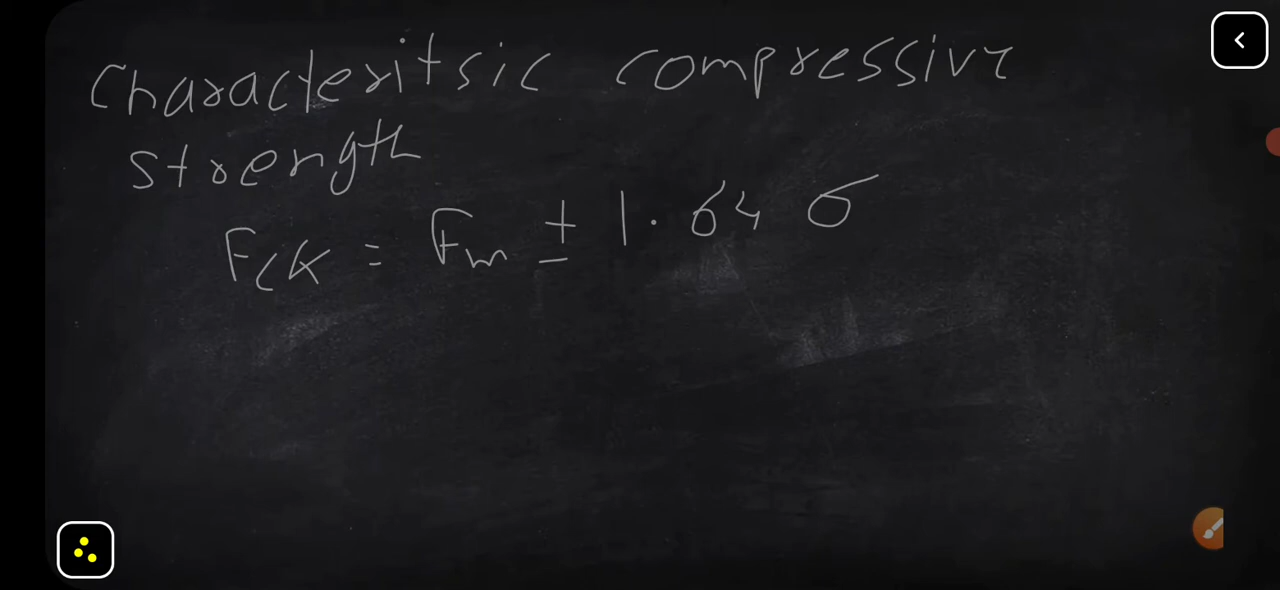 Characteritsic compressive
strength
Fck = Fm ± 1.64 σ